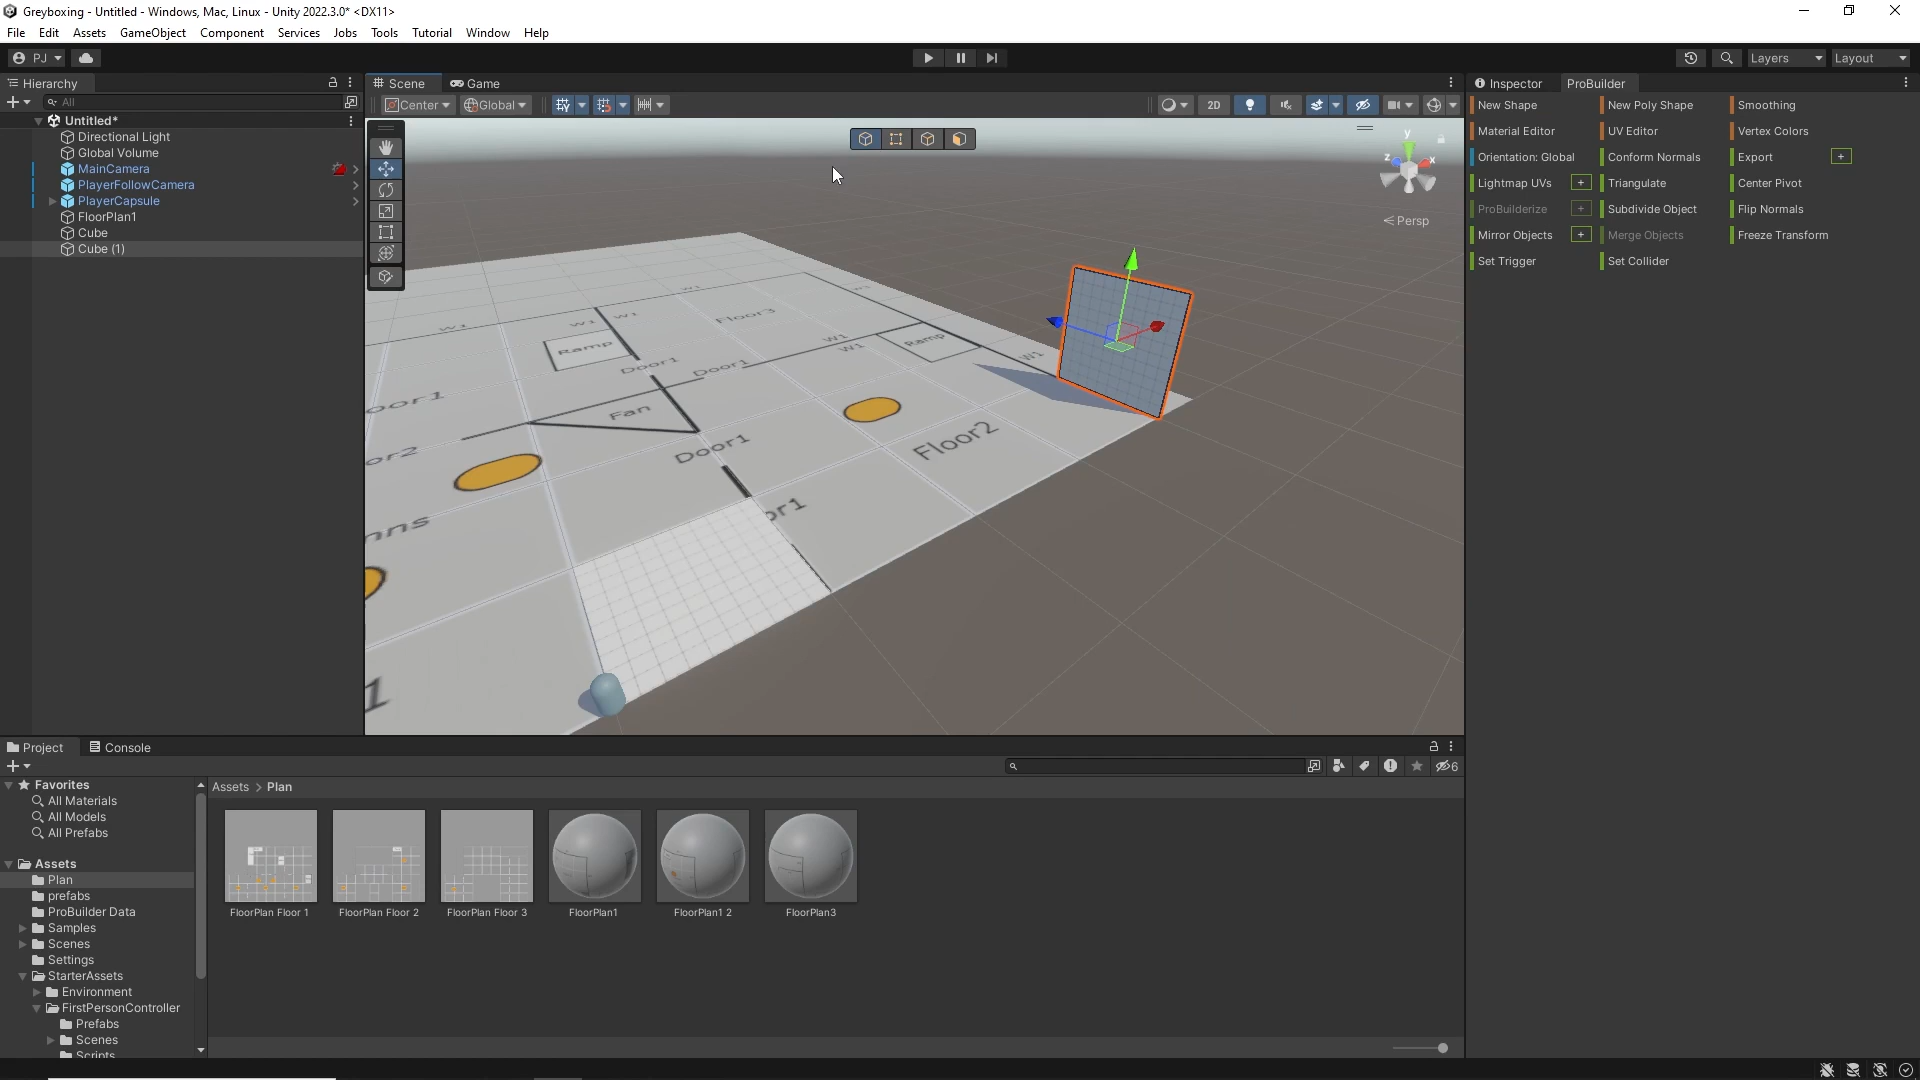 Greyboxing - Untitled - Windows, Mac, Linux - Unity 2022.3.0* <DX11>
File Edit Assets GameObject Component Services Jobs Tools Tutorial Window Help
PJ
Layers
Layout
Hierarchy
All
Untitled*
Directional Light
Global Volume
MainCamera
PlayerFollowCamera
PlayerCapsule
FloorPlan1
Cube
Cube (1)
Scene
Game
Center
Global
2D
y
z
x
Persp
W1
W1
W1
W1
W1
Floor3
Ramp
W1
W1
Ramp
W1
Door1
Door1
oor1
Fan
Floor2
Door1
or2
or1
nns
1
Inspector
ProBuilder
New Shape
New Poly Shape
Smoothing
Material Editor
UV Editor
Vertex Colors
Orientation: Global
Conform Normals
Export
+
Lightmap UVs
+
Triangulate
Center Pivot
ProBuilderize
+
Subdivide Object
Flip Normals
Mirror Objects
+
Merge Objects
Freeze Transform
Set Trigger
Set Collider
Project
Console
6
Favorites
All Materials
All Models
All Prefabs
Assets
Plan
prefabs
ProBuilder Data
Samples
Scenes
Settings
StarterAssets
Environment
FirstPersonController
Prefabs
Scenes
Scripts
Assets > Plan
FloorPlan Floor 1
FloorPlan Floor 2
FloorPlan Floor 3
FloorPlan1
FloorPlan1 2
FloorPlan3